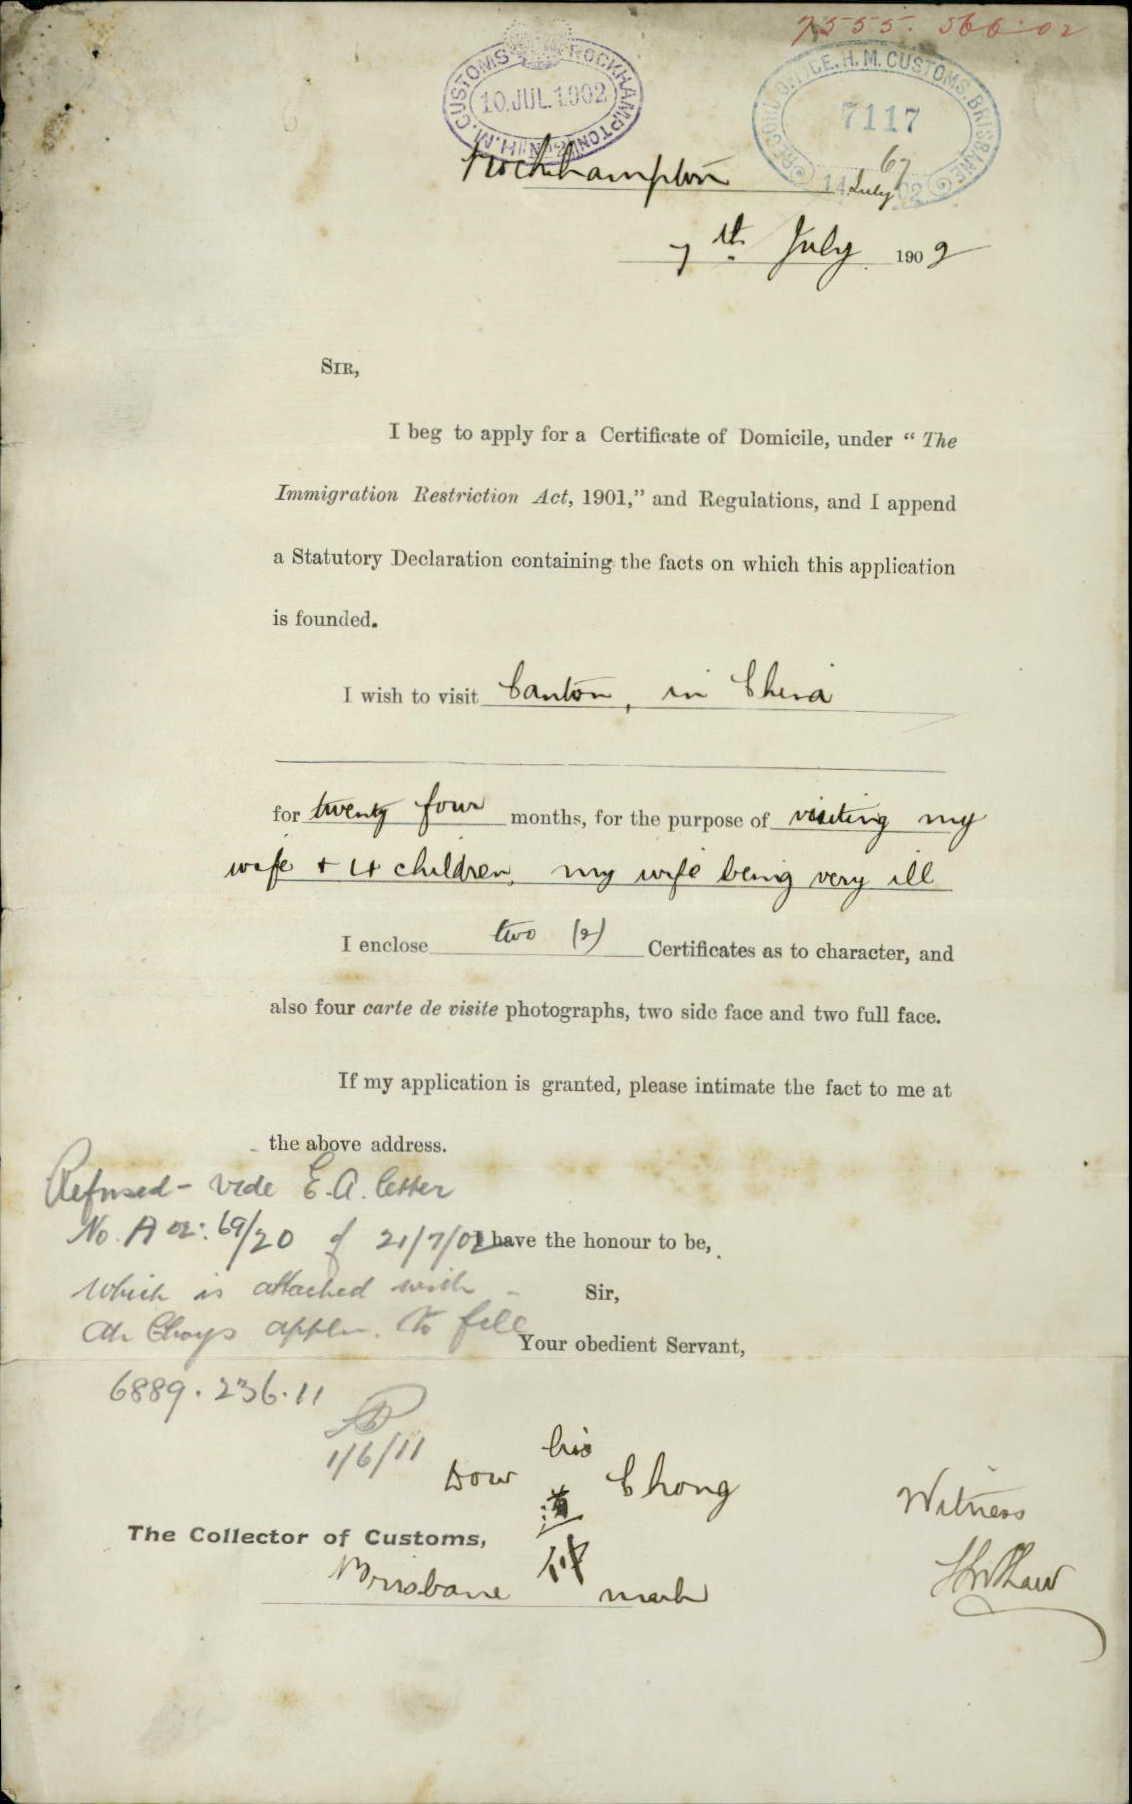 7555. 566.02
H.M. CUSTOMS ROCKHAMPTON
10.JUL.1902
RECORD OFFICE. H.M. CUSTOMS. BRISBANE
7117
67
14 July 02
Rockhampton
7th July 1902
SIR,
I beg to apply for a Certificate of Domicile, under “ The
Immigration Restriction Act, 1901,” and Regulations, and I append
a Statutory Declaration containing the facts on which this application
is founded.
I wish to visit Canton, in China
for twenty four months, for the purpose of visiting my
wife + 4 children, my wife being very ill
I enclose two (2) Certificates as to character, and
also four carte de visite photographs, two side face and two full face.
If my application is granted, please intimate the fact to me at
the above address.
Refused - vide E.A. letter
No. A 02: 69/20 of 21/7/02
I have the honour to be,
which is attached with
Sir,
Ah Choys appln. To file
Your obedient Servant,
6889.236.11
1/6/11
his
Dow Chong
Witness
The Collector of Customs,
Brisbane
mark